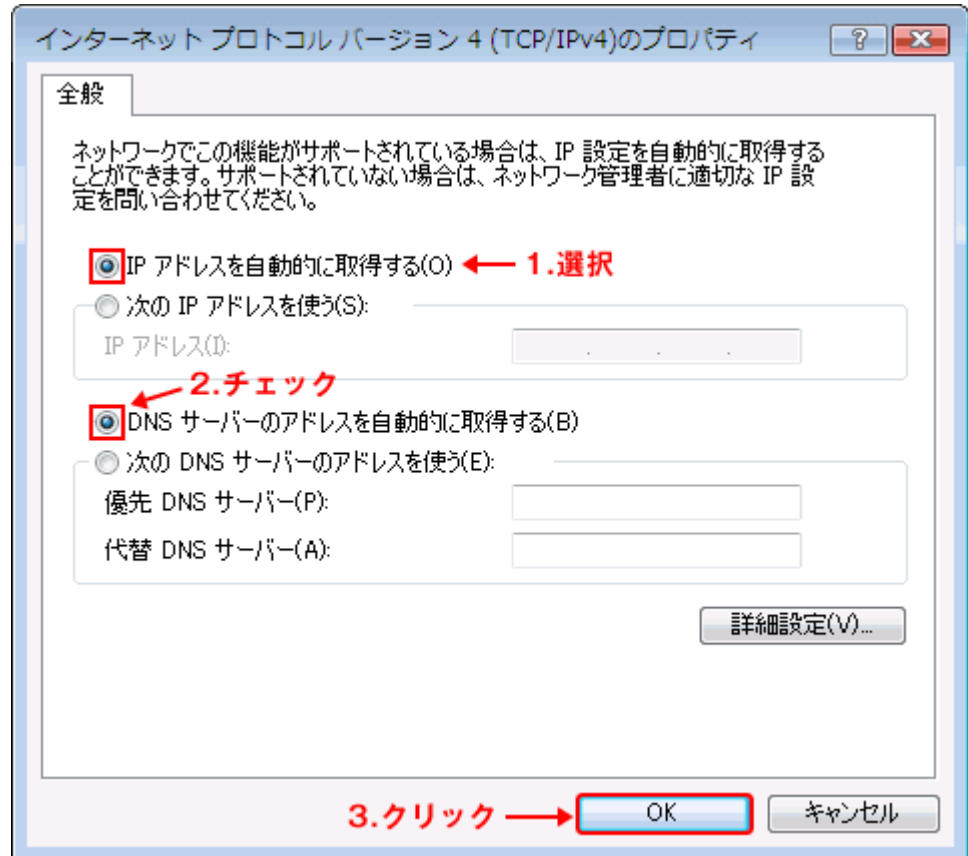 インターネット プロトコル バージョン 4 (TCP/IPv4)のプロパティ
全般
ネットワークでこの機能がサポートされている場合は、IP 設定を自動的に取得する
ことができます。サポートされていない場合は、ネットワーク管理者に適切な IP 設
定を問い合わせてください。
IP アドレスを自動的に取得する(O) 1.選択
次の IP アドレスを使う(S):
IP アドレス(I):
2.チェック
DNS サーバーのアドレスを自動的に取得する(B)
次の DNS サーバーのアドレスを使う(E):
優先 DNS サーバー(P):
代替 DNS サーバー(A):
詳細設定(V)...
3.クリック OK キャンセル